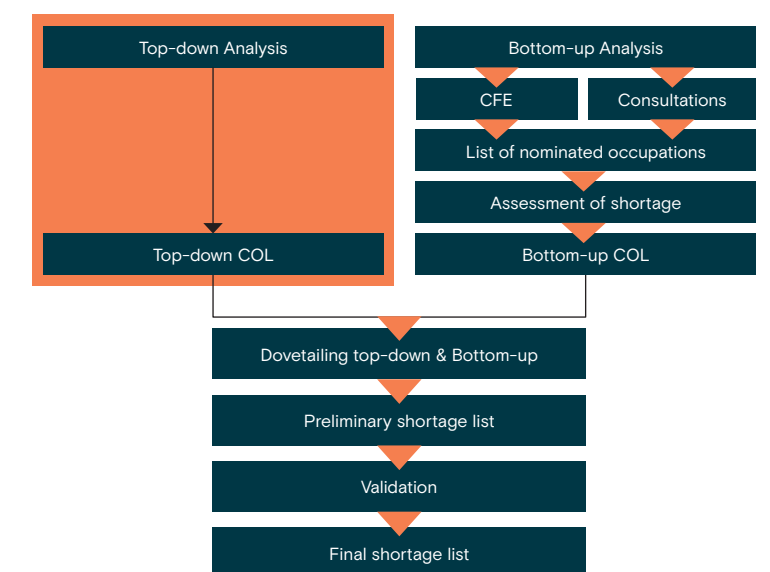 Top-down Analysis
Bottom-up Analysis
CFE
Consultations
List of nominated occupations
Assessment of shortage
Top-down COL
Bottom-up COL
Dovetailing top-down & Bottom-up
Preliminary shortage list
Validation
Final shortage list